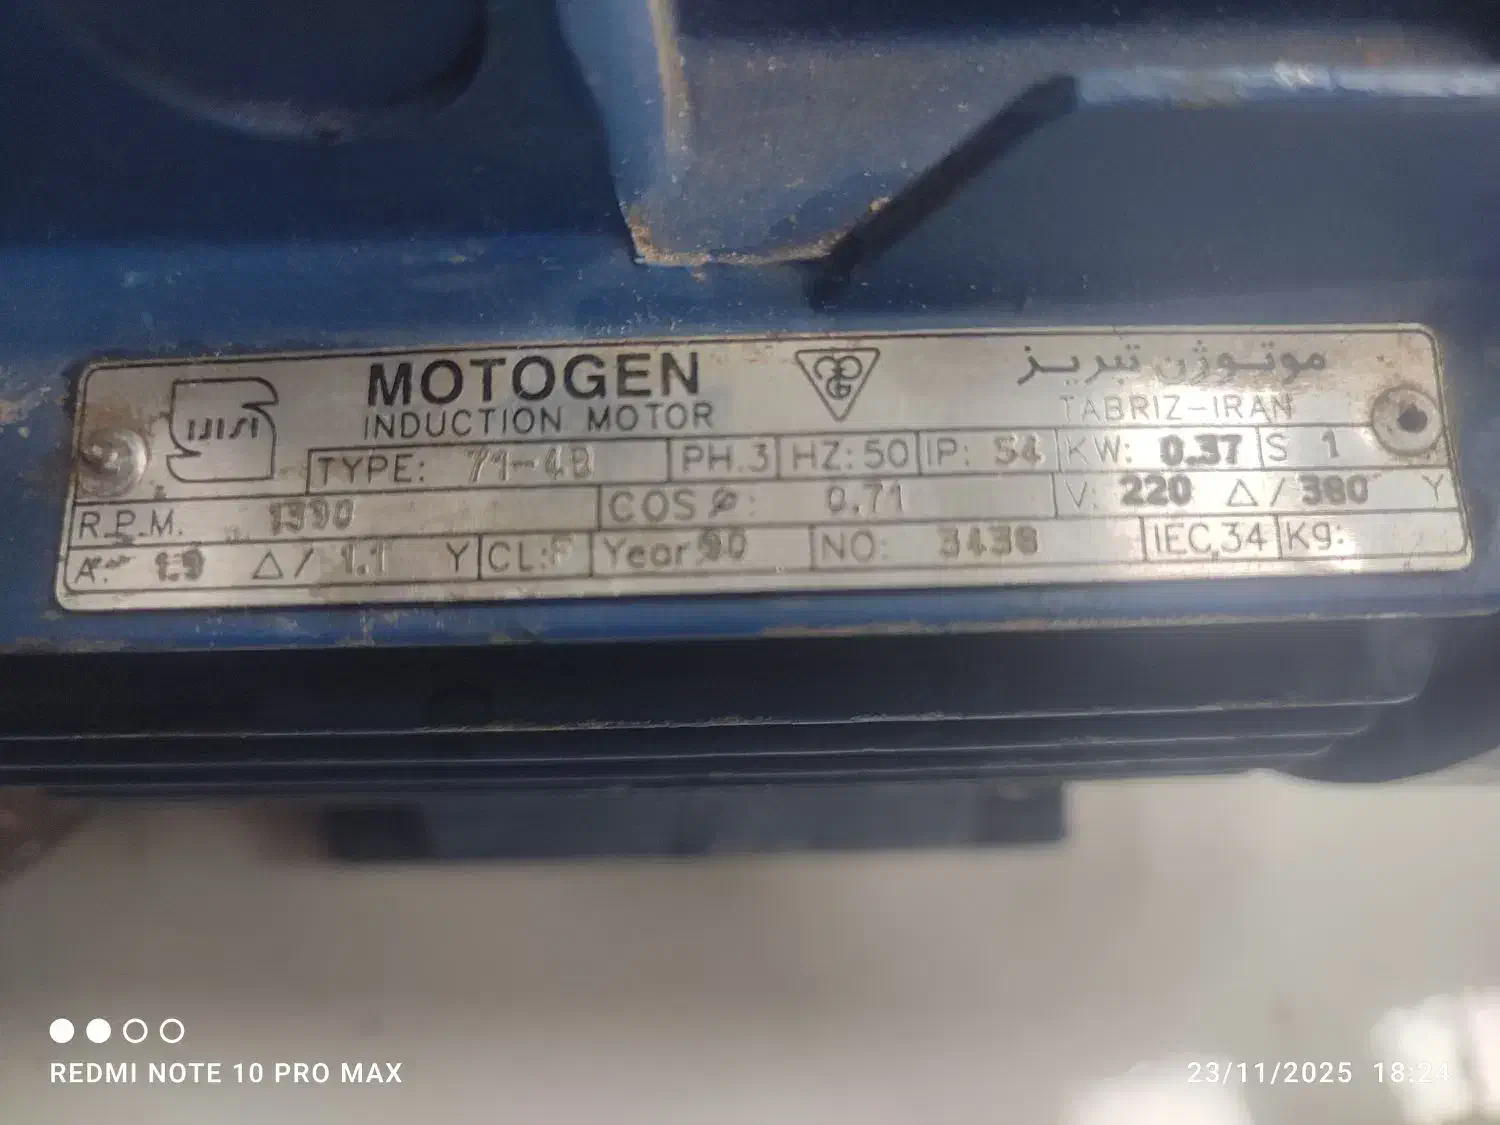 MOTOGEN
موتوژن تبریز
INDUCTION MOTOR
TABRIZ-IRAN
TYPE: 71-4B PH.3 HZ:50 IP: 54 KW: 0.37 S 1
R.P.M. 1390 COS ϕ: 0.71 V: 220 Δ / 380 Y
A: 1.9 Δ / 1.1 Y CL:F Year 90 NO: 3438 IEC,34 Kg:
REDMI NOTE 10 PRO MAX
23/11/2025 18:24